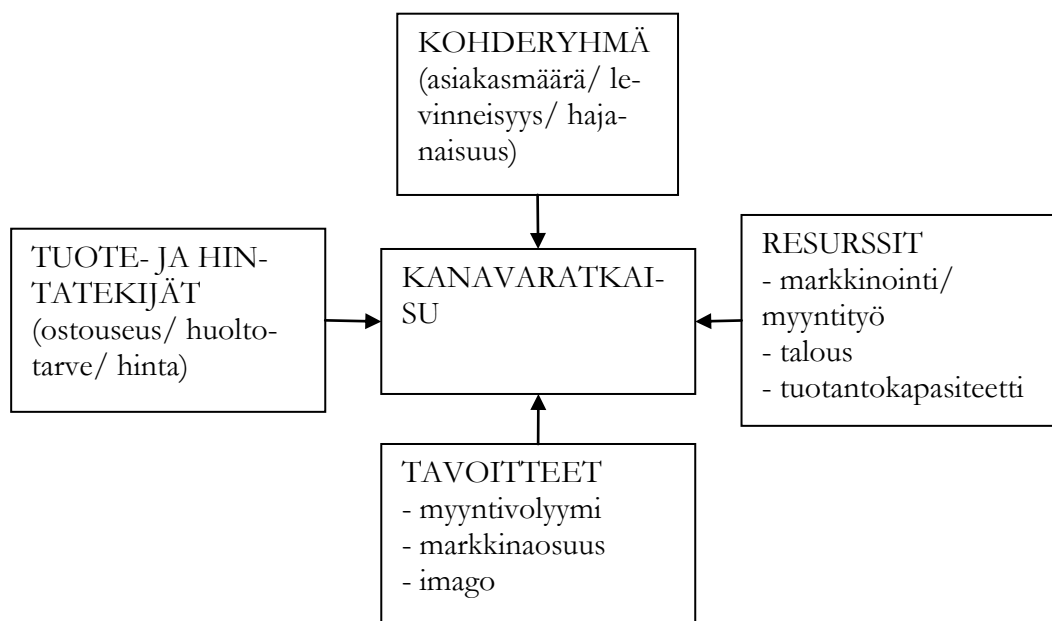 KOHDERYHMÄ
(asiakasmäärä/ le-
vinneisyys/ haja-
naisuus)
TUOTE- JA HIN-
TATEKIJÄT
(ostouseus/ huolto-
tarve/ hinta)
KANAVARATKAI-
SU
RESURSSIT
- markkinointi/
myyntityö
- talous
- tuotantokapasiteetti
TAVOITTEET
- myyntivolyymi
- markkinaosuus
- imago